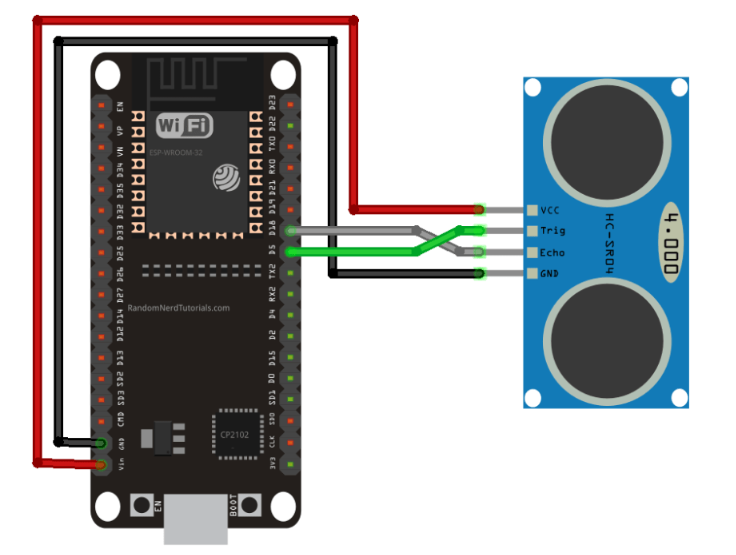 EN
VP
VN
D34
D35
D32
D33
D25
D26
D27
D14
D12
D13
SD2
SD3
CMD
GND
Vin
WiFi
ESP-WROOM-32
RandomNerdTutorials.com
CP2102
EN
BOOT
D23
D22
TX0
RX0
D21
D19
D18
D5
TX2
RX2
D4
D2
D15
D0
SD1
SD0
CLK
3V3
VCC
Trig
Echo
GND
HC-SR04
4.000